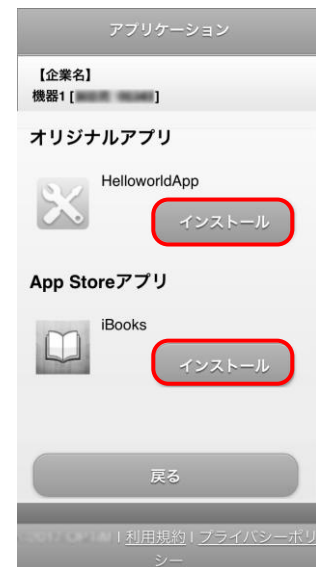 アプリケーション
【企業名】
機器1 [ ]
オリジナルアプリ
HelloworldApp
インストール
App Storeアプリ
iBooks
インストール
戻る
| 利用規約 | プライバシーポリ
シー